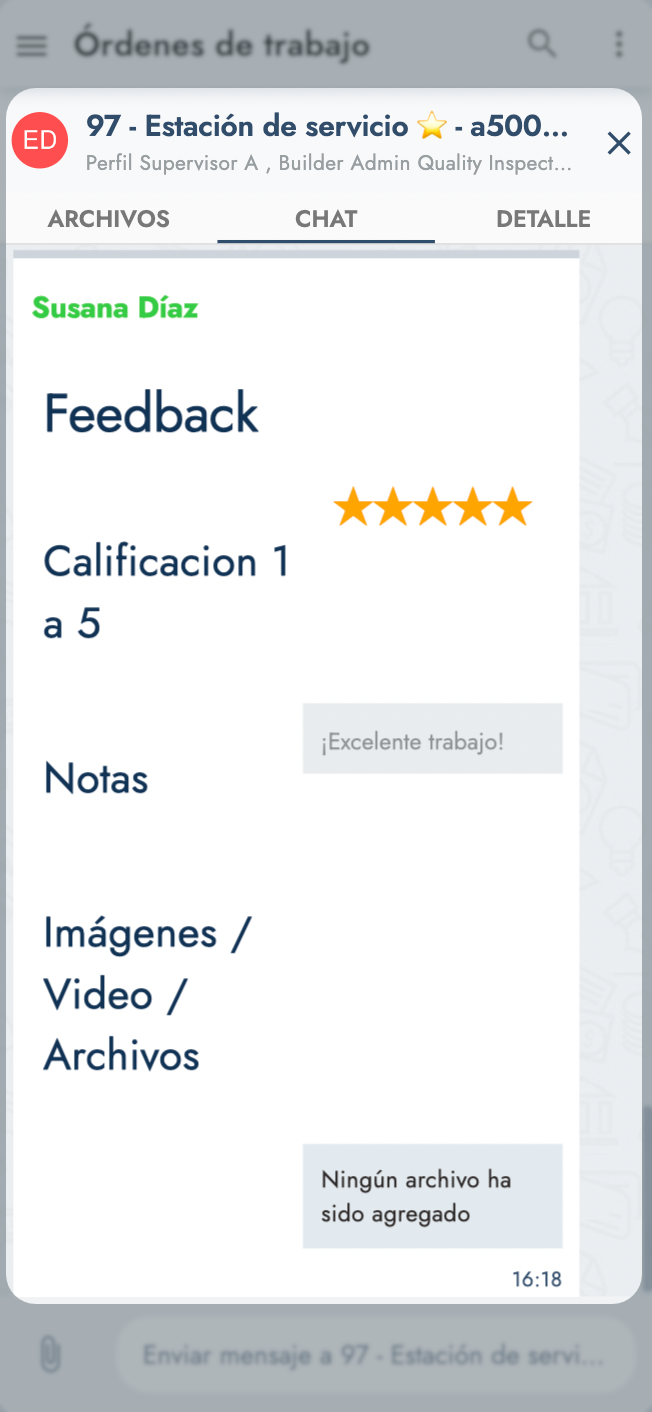 Órdenes de trabajo
ED
97 - Estación de servicio ⭐ - a500...
Perfil Supervisor A , Builder Admin Quality Inspect...
ARCHIVOS
CHAT
DETALLE
Susana Díaz
Feedback
Calificacion 1
a 5
¡Excelente trabajo!
Notas
Imágenes /
Video /
Archivos
Ningún archivo ha
sido agregado
16:18
Enviar mensaje a 97 - Estación de servi...